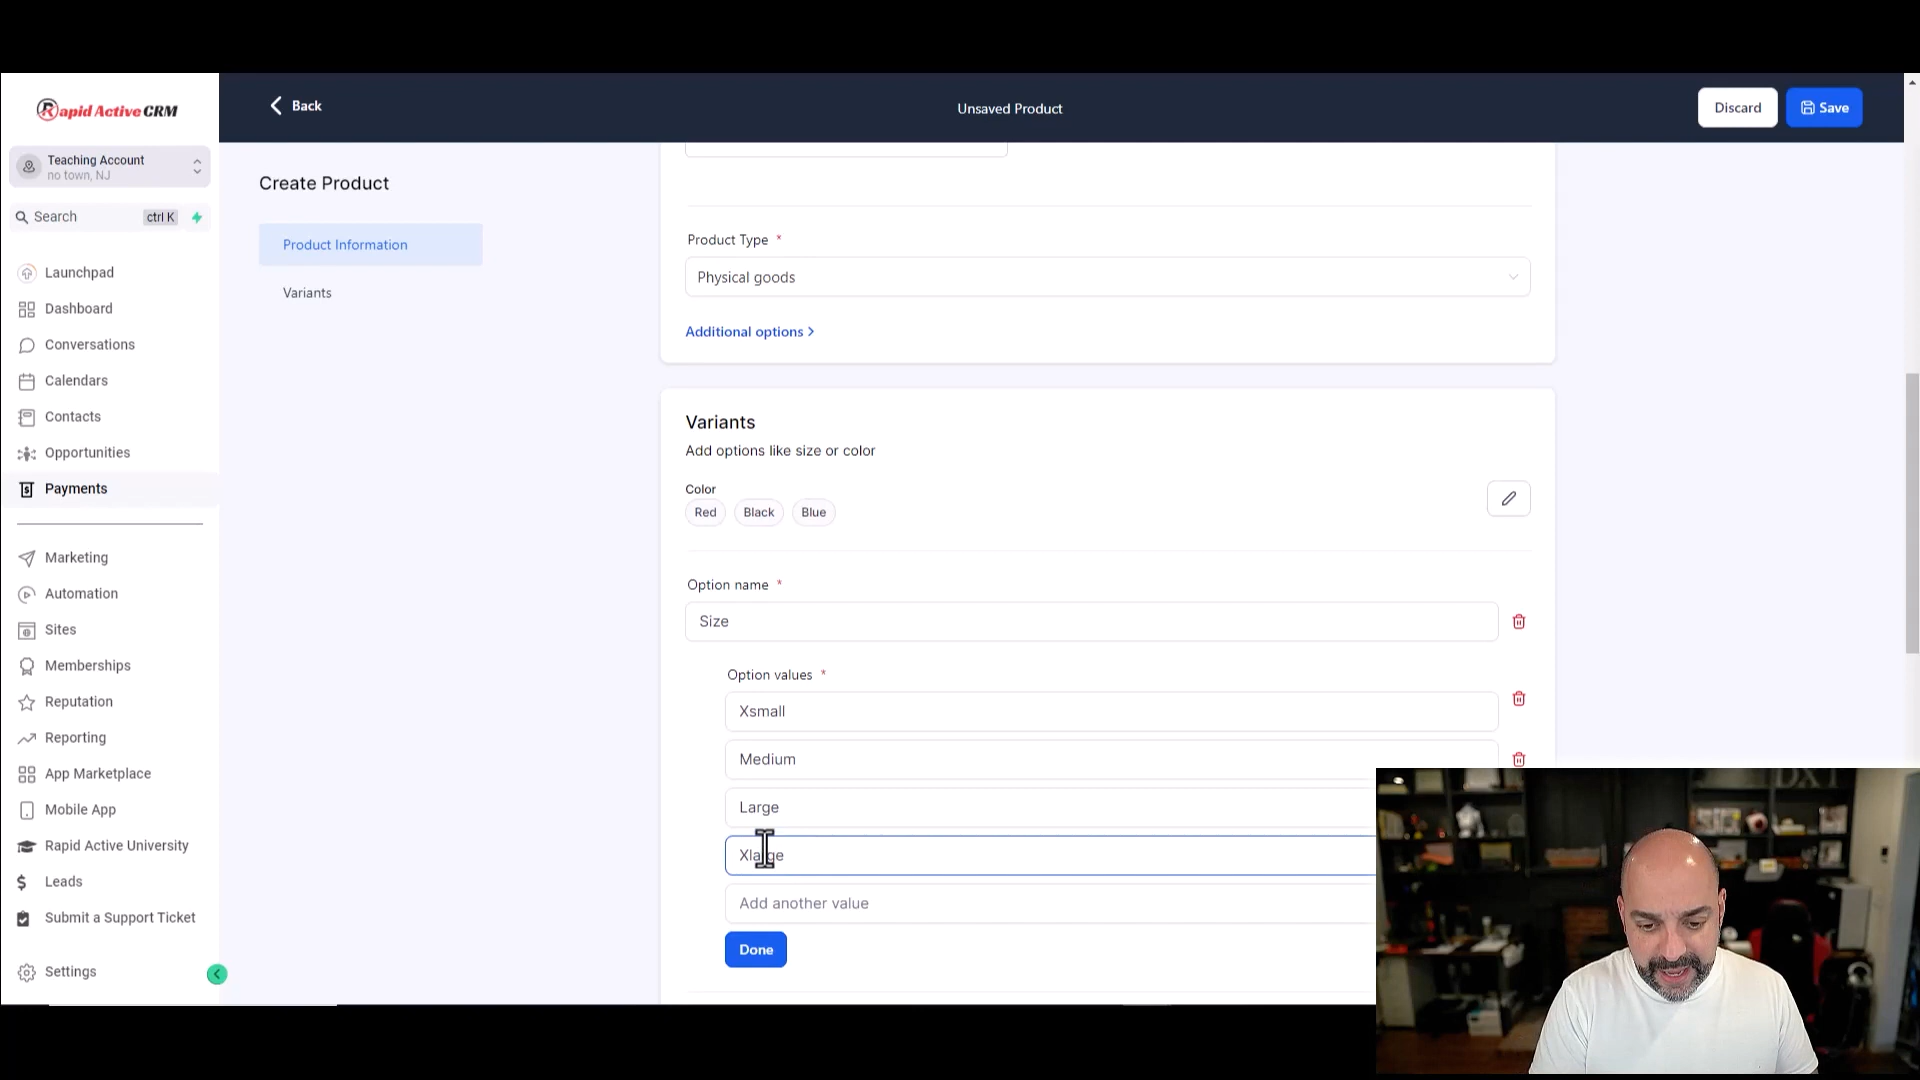 Rapid Active CRM
Teaching Account
no town, NJ
Search ctrl K
Launchpad
Dashboard
Conversations
Calendars
Contacts
Opportunities
Payments
Marketing
Automation
Sites
Memberships
Reputation
Reporting
App Marketplace
Mobile App
Rapid Active University
Leads
Submit a Support Ticket
Settings
Back
Unsaved Product
Discard
Save
Create Product
Product Information
Variants
Product Type *
Physical goods
Additional options >
Variants
Add options like size or color
Color
Red Black Blue
Option name *
Size
Option values *
Xsmall
Medium
Large
Xlarge
Add another value
Done